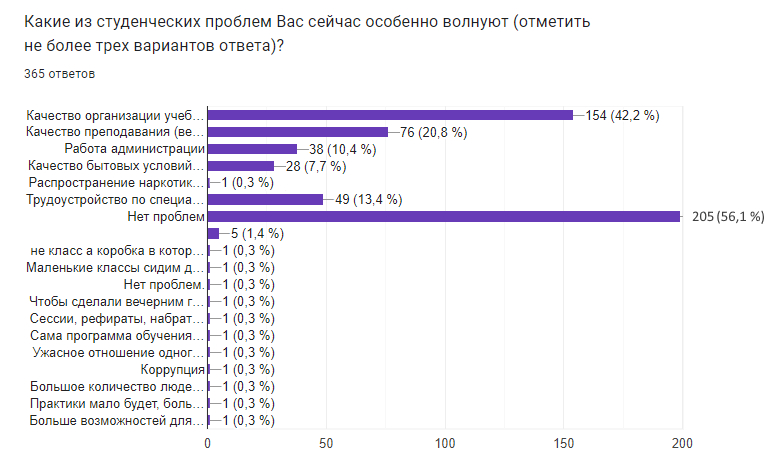 Какие из студенческих проблем Вас сейчас особенно волнуют (отметить
не более трех вариантов ответа)?
365 ответов
Качество организации учеб… 154 (42,2 %)
Качество преподавания (ве… 76 (20,8 %)
Работа администрации 38 (10,4 %)
Качество бытовых условий… 28 (7,7 %)
Распространение наркотик… 1 (0,3 %)
Трудоустройство по специа… 49 (13,4 %)
Нет проблем 205 (56,1 %)
5 (1,4 %)
не класс а коробка в котор… 1 (0,3 %)
Маленькие классы сидим д… 1 (0,3 %)
Нет проблем. 1 (0,3 %)
Чтобы сделали вечерним г… 1 (0,3 %)
Сессии, рефераты, набрат… 1 (0,3 %)
Сама программа обучения… 1 (0,3 %)
Ужасное отношение одног… 1 (0,3 %)
Коррупция 1 (0,3 %)
Большое количество люде… 1 (0,3 %)
Практики мало будет, боль… 1 (0,3 %)
Больше возможностей для… 1 (0,3 %)
0 50 100 150 200